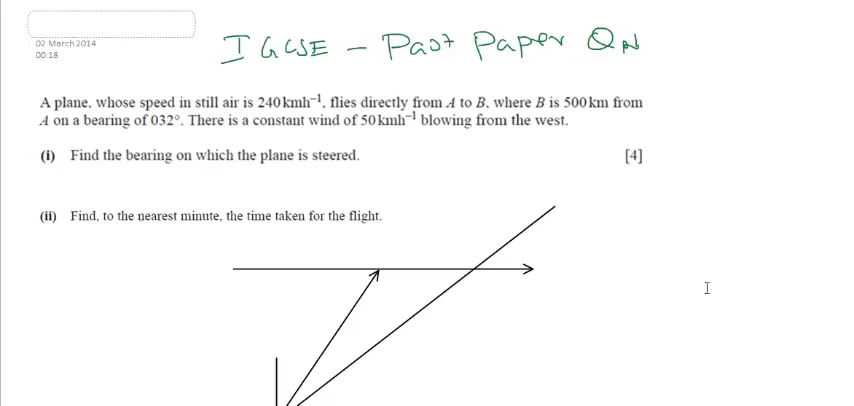 02 March 2014
00:18
IGCSE - Past Paper QN
A plane, whose speed in still air is 240 kmh⁻¹, flies directly from A to B, where B is 500 km from
A on a bearing of 032°. There is a constant wind of 50 kmh⁻¹ blowing from the west.
(i) Find the bearing on which the plane is steered. [4]
(ii) Find, to the nearest minute, the time taken for the flight.